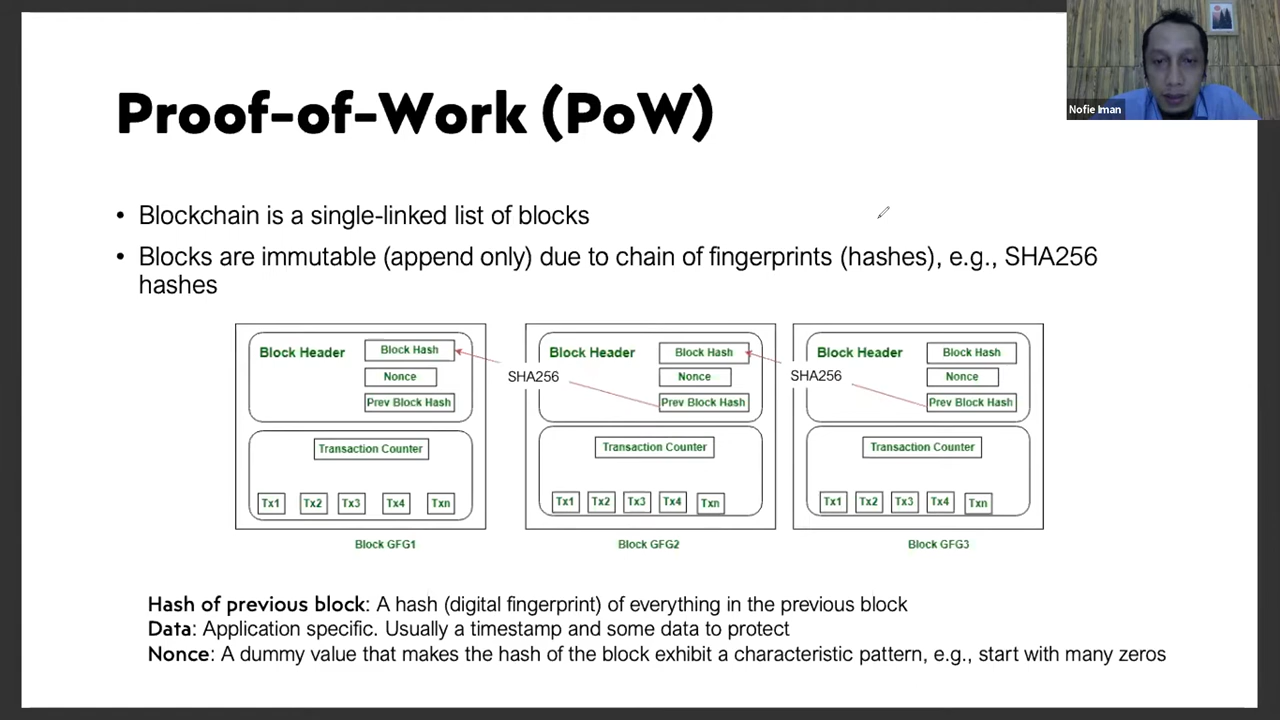 Proof-of-Work (PoW)
Nofie Iman
• Blockchain is a single-linked list of blocks
• Blocks are immutable (append only) due to chain of fingerprints (hashes), e.g., SHA256
hashes
Block Header
Block Hash
Nonce
Prev Block Hash
Transaction Counter
Tx1 Tx2 Tx3 Tx4 Txn
Block GFG1
SHA256
Block Header
Block Hash
Nonce
Prev Block Hash
Transaction Counter
Tx1 Tx2 Tx3 Tx4 Txn
Block GFG2
SHA256
Block Header
Block Hash
Nonce
Prev Block Hash
Transaction Counter
Tx1 Tx2 Tx3 Tx4 Txn
Block GFG3
Hash of previous block: A hash (digital fingerprint) of everything in the previous block
Data: Application specific. Usually a timestamp and some data to protect
Nonce: A dummy value that makes the hash of the block exhibit a characteristic pattern, e.g., start with many zeros